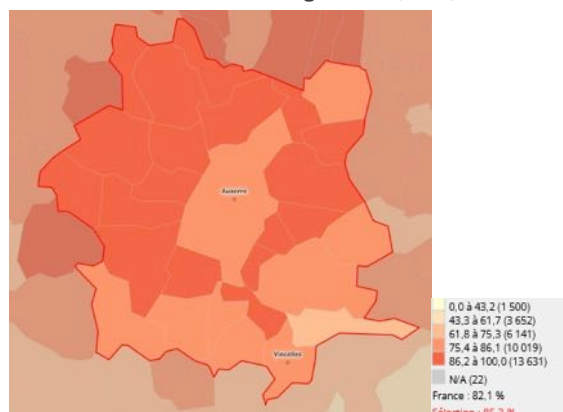 Auxerre
Vincelles
0,0 à 43,2 (1 500)
43,3 à 61,7 (3 652)
61,8 à 75,3 (6 141)
75,4 à 86,1 (10 019)
86,2 à 100,0 (13 631)
N/A (22)
France : 82,1 %